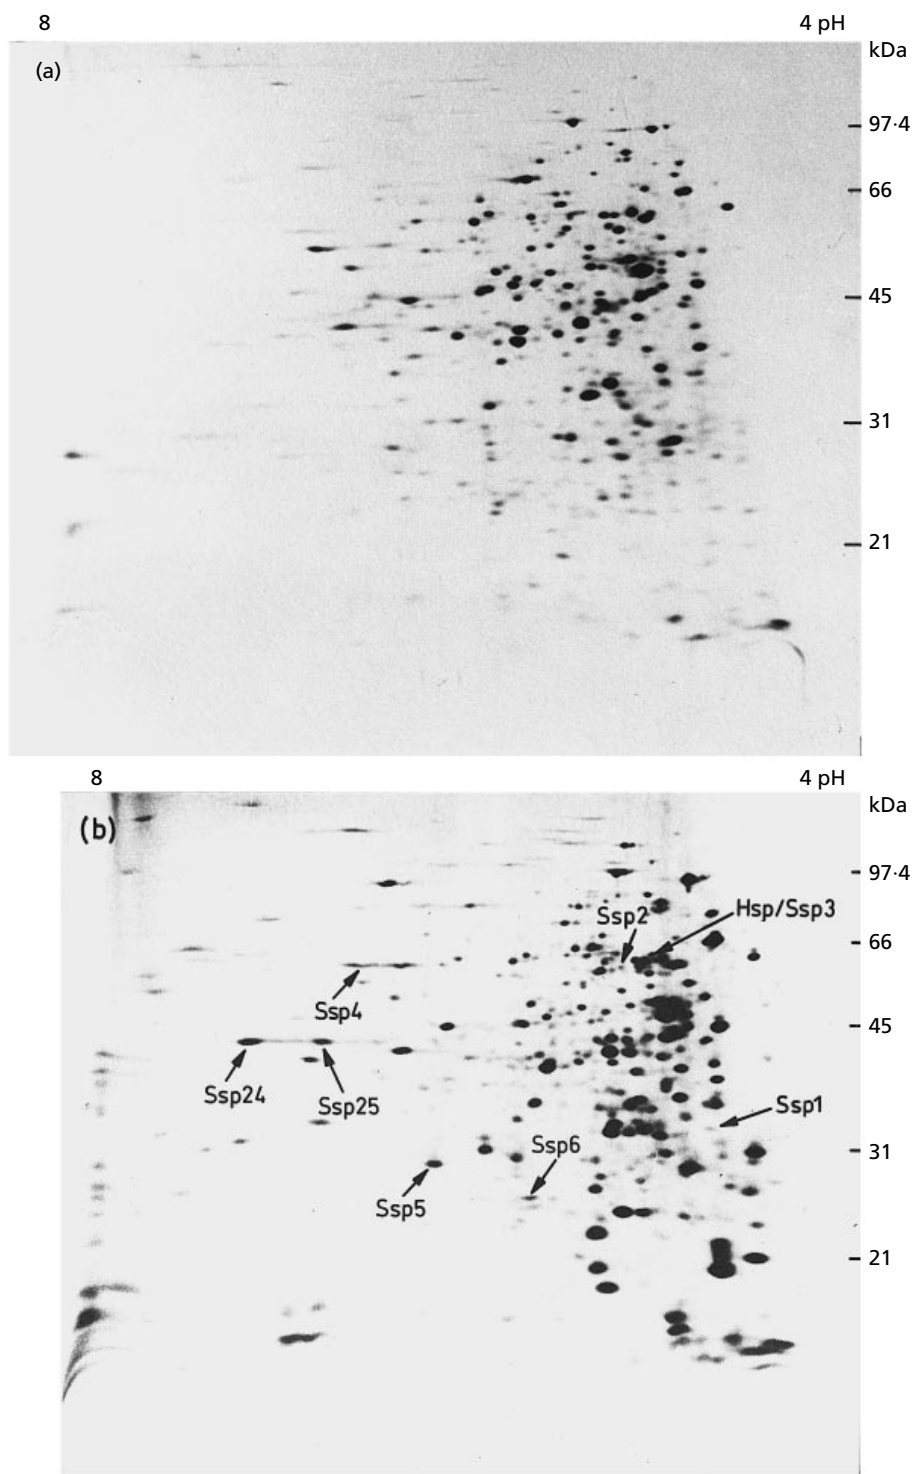 8 4 pH
kDa
(a)
97·4
66
45
31
21
8 4 pH
kDa
(b)
97·4
Ssp2 Hsp/Ssp3
66
Ssp4
45
Ssp24 Ssp25
Ssp1
Ssp6
31
Ssp5
21